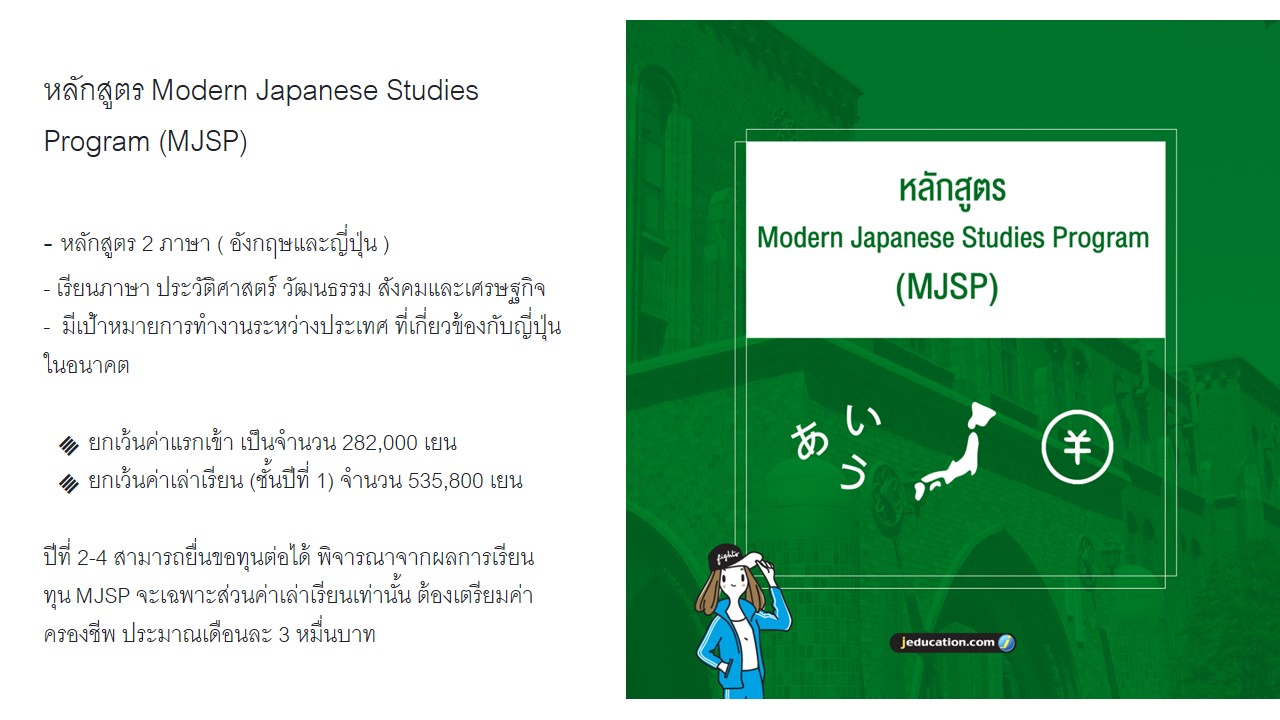 หลักสูตร Modern Japanese Studies
Program (MJSP)
- หลักสูตร 2 ภาษา ( อังกฤษและญี่ปุ่น )
- เรียนภาษา ประวัติศาสตร์ วัฒนธรรม สังคมและเศรษฐกิจ
- มีเป้าหมายการทำงานระหว่างประเทศ ที่เกี่ยวข้องกับญี่ปุ่น
ในอนาคต
ยกเว้นค่าแรกเข้า เป็นจำนวน 282,000 เยน
ยกเว้นค่าเล่าเรียน (ชั้นปีที่ 1) จำนวน 535,800 เยน
ปีที่ 2-4 สามารถยื่นขอทุนต่อได้ พิจารณาจากผลการเรียน
ทุน MJSP จะเฉพาะส่วนค่าเล่าเรียนเท่านั้น ต้องเตรียมค่า
ครองชีพ ประมาณเดือนละ 3 หมื่นบาท
หลักสูตร
Modern Japanese Studies Program
(MJSP)
あ い う
¥
fights
jeducation.com